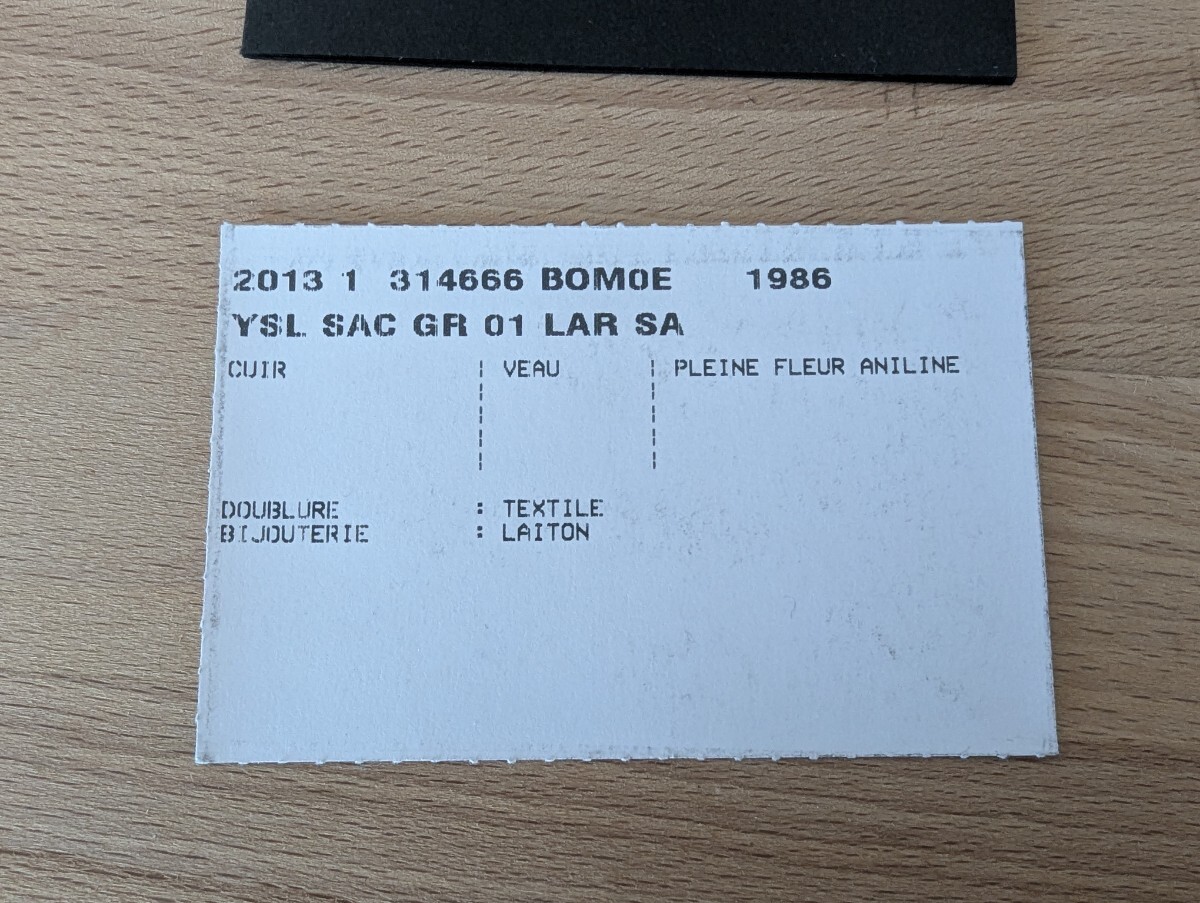 2013 1 314666 BOM0E 1986
YSL SAC GR 01 LAR SA
CUIR ¦ VEAU ¦ PLEINE FLEUR ANILINE
DOUBLURE : TEXTILE
BIJOUTERIE : LAITON